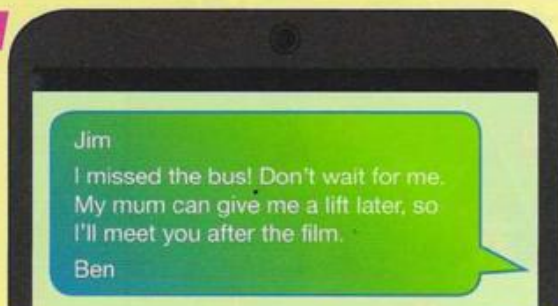 Jim
I missed the bus! Don't wait for me.
My mum can give me a lift later, so
I'll meet you after the film.
Ben